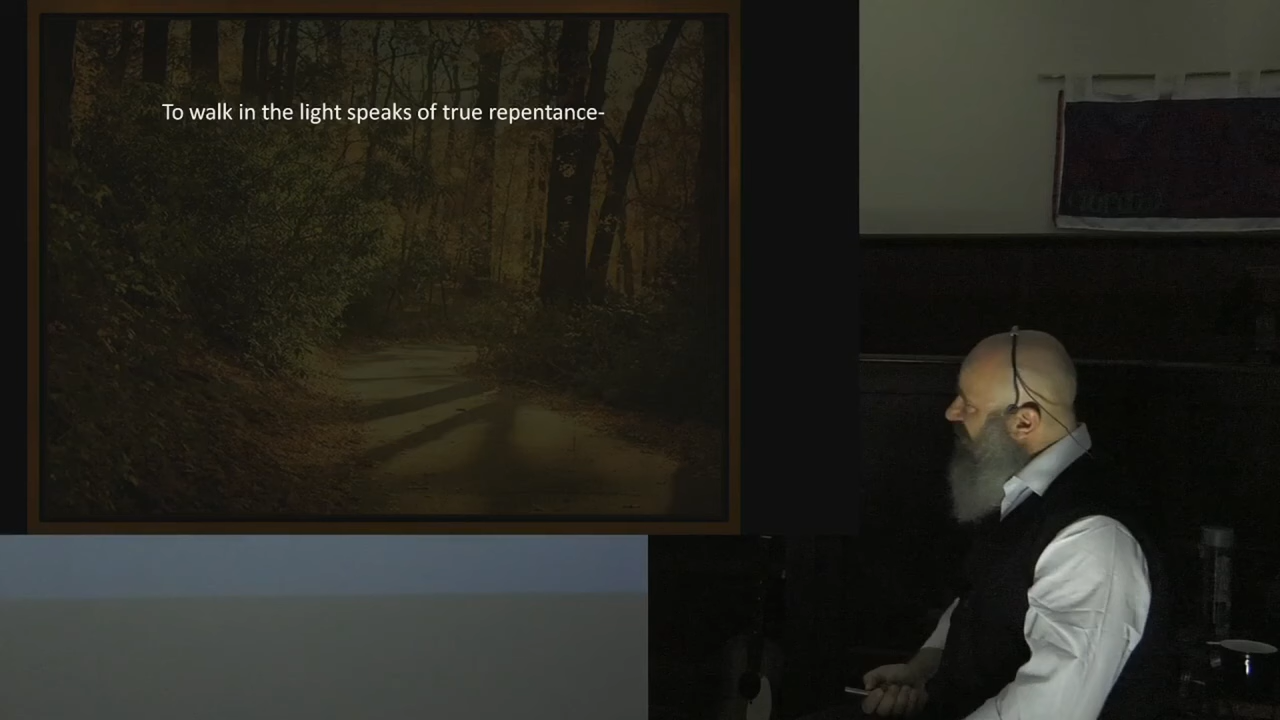 To walk in the light speaks of true repentance-